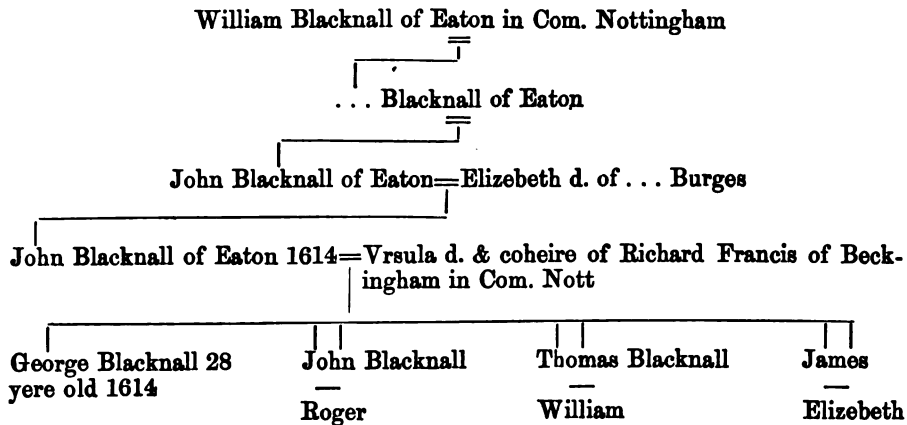 William Blacknall of Eaton in Com. Nottingham
... Blacknall of Eaton
John Blacknall of Eaton=Elizebeth d. of ... Burges
John Blacknall of Eaton 1614=Vrsula d. & coheire of Richard Francis of Beck-
ingham in Com. Nott
George Blacknall 28
yere old 1614
John Blacknall
Roger
Thomas Blacknall
William
James
Elizebeth